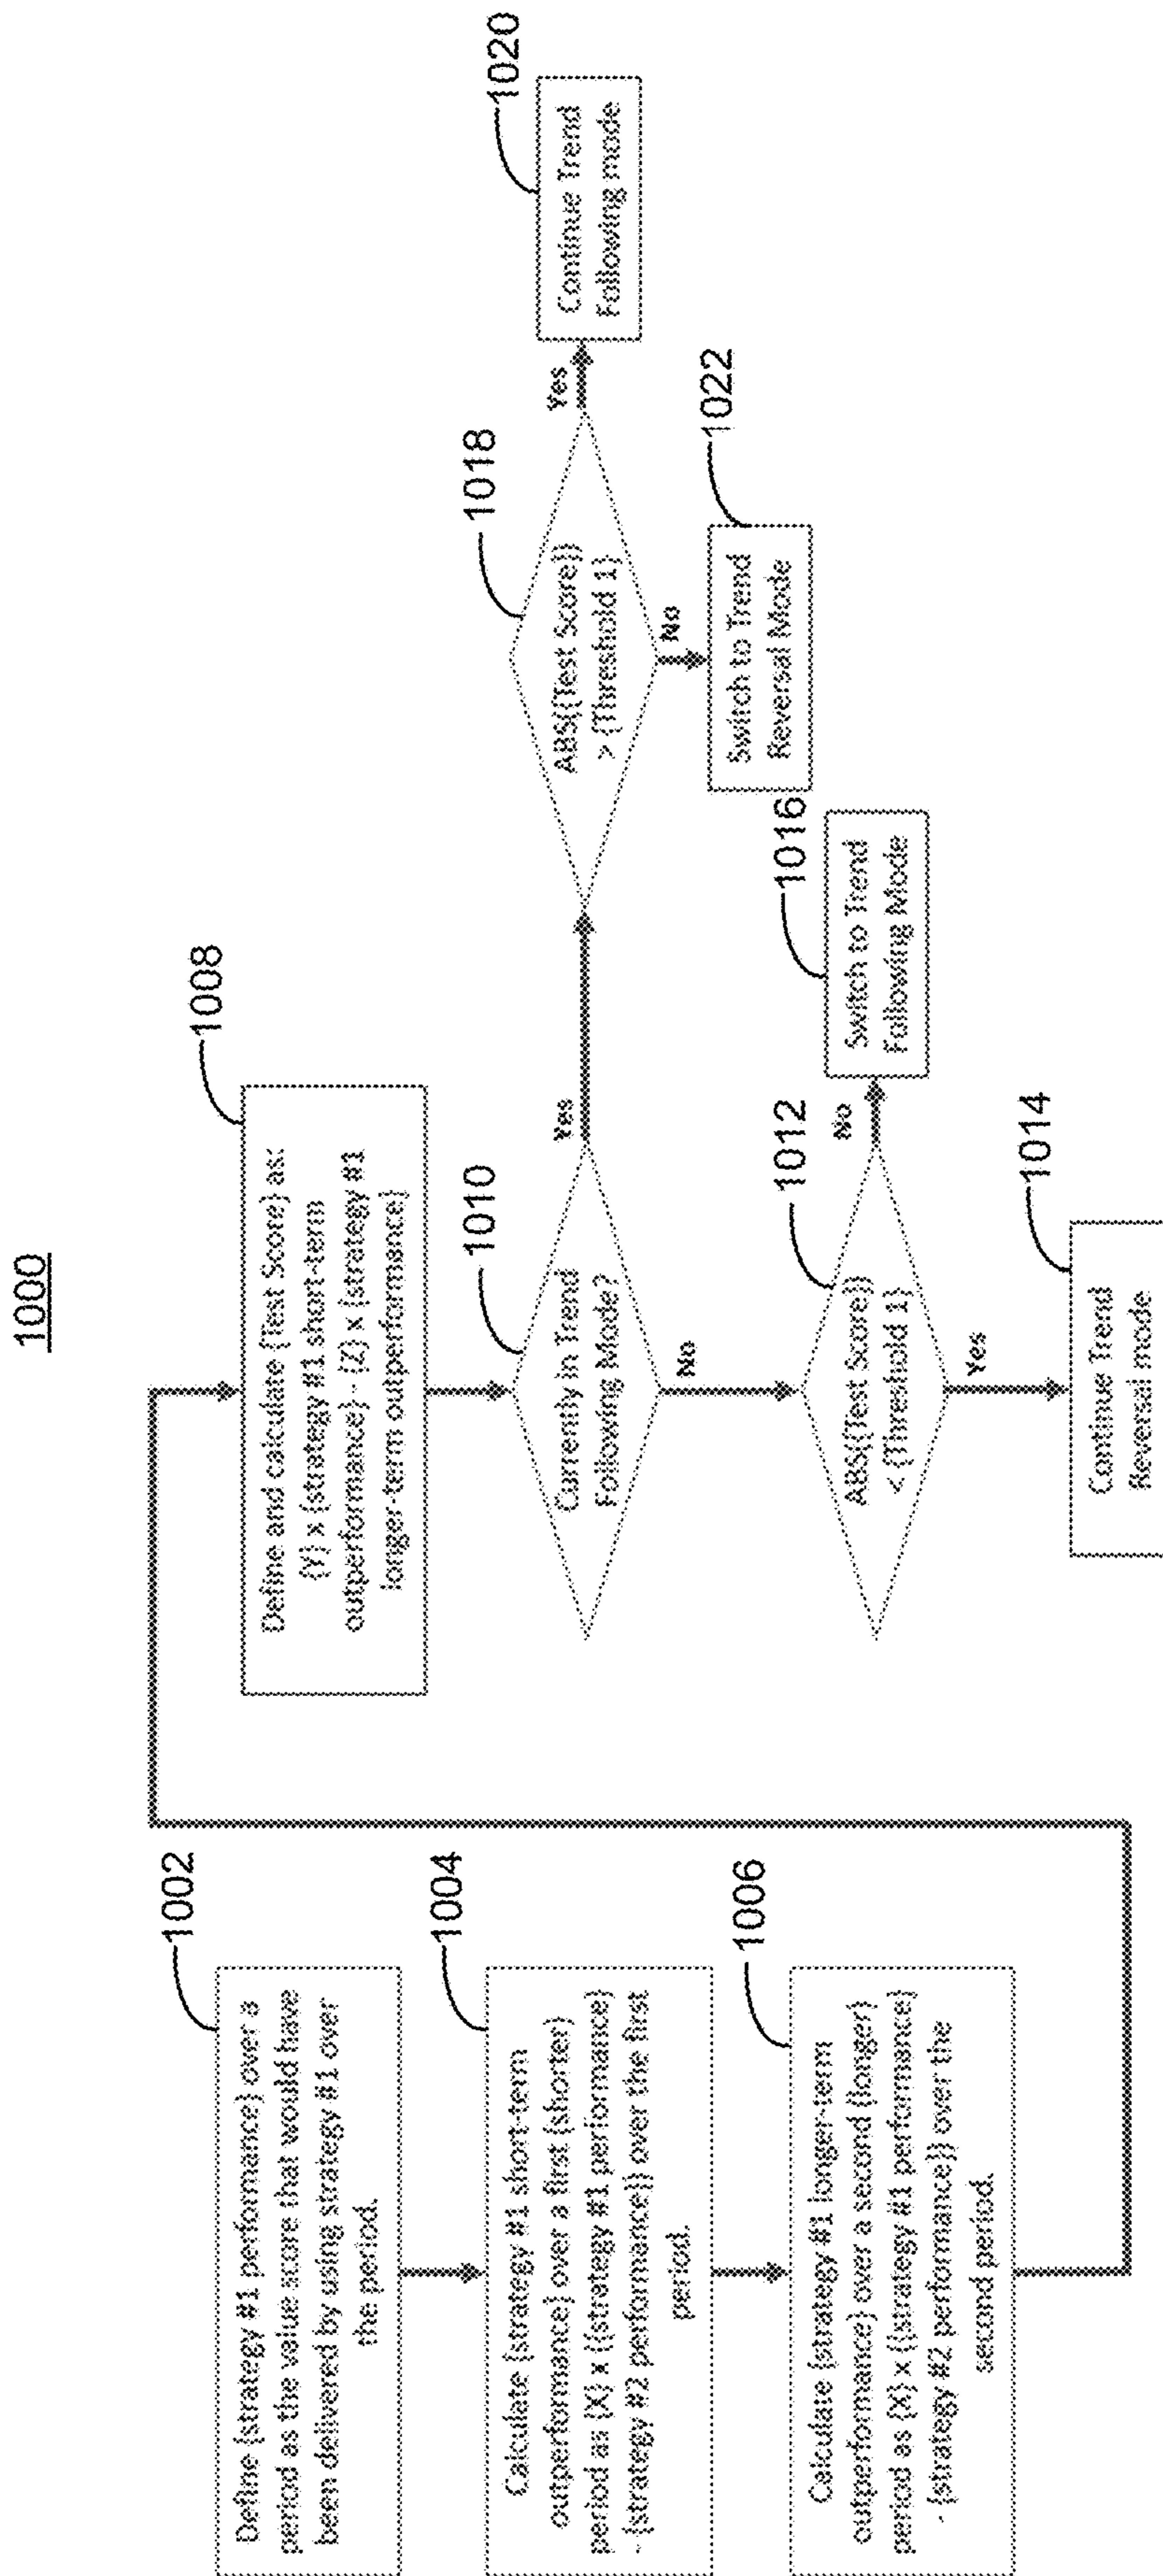 1000
1002
Define {strategy #1 performance} over a
period as the value score that would have
been delivered by using strategy #1 over
the period.
1004
Calculate {strategy #1 short-term
outperformance} over a first {shorter}
period as {X} x {{strategy #1 performance}
- {strategy #2 performance}} over the first
period.
1006
Calculate {strategy #1 longer-term
outperformance} over a second {longer}
period as {X} x {{strategy #1 performance}
- {strategy #2 performance}} over the
second period.
1008
Define and calculate {Test Score} as:
{Y} x {strategy #1 short-term
outperformance} - {Z} x {strategy #1
longer-term outperformance}
1010
Currently in Trend
Following Mode?
Yes
No
1012
ABS({Test Score})
< {Threshold 1}
No
Yes
1014
Continue Trend
Reversal mode
1016
Switch to Trend
Following Mode
1018
ABS({Test Score})
> {Threshold 1}
Yes
No
1020
Continue Trend
Following mode
1022
Switch to Trend
Reversal Mode